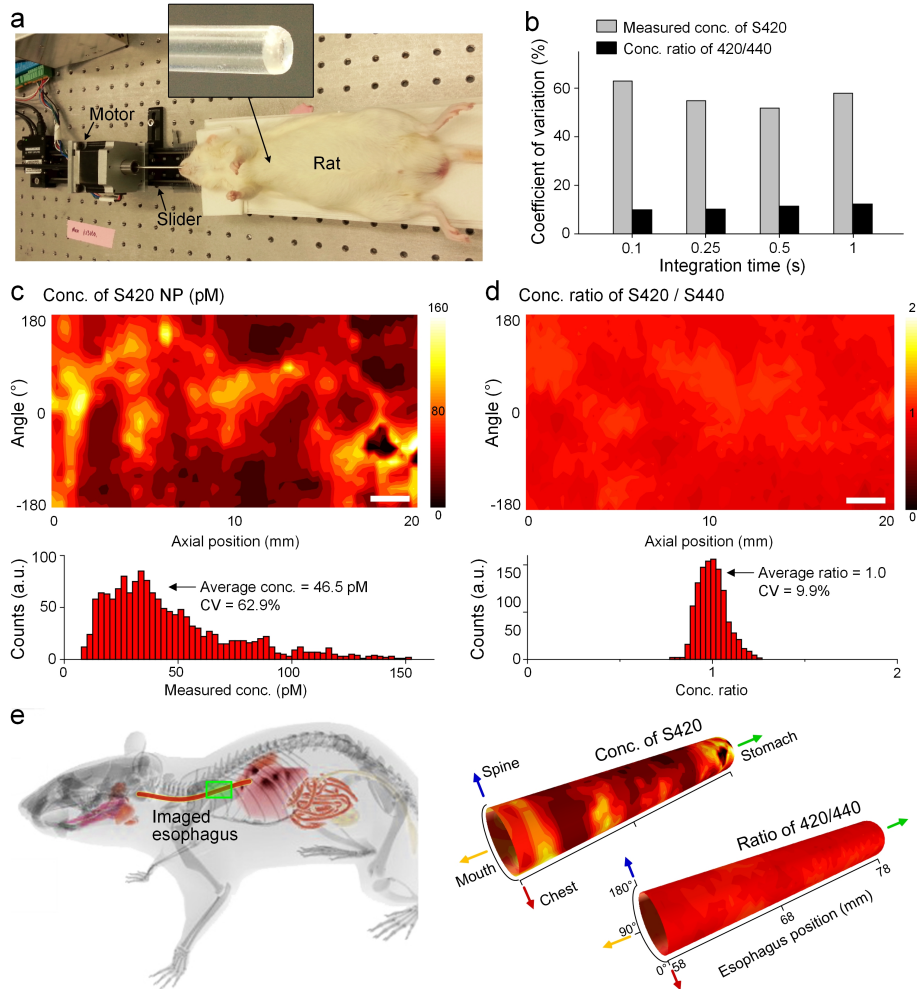 a
Motor
Rat
Slider
b
Measured conc. of S420
Conc. ratio of 420/440
Coefficient of variation (%)
60
40
20
0
0.1 0.25 0.5 1
Integration time (s)
c Conc. of S420 NP (pM)
180
0
-180
Angle (°)
0 10 20
Axial position (mm)
160
80
0
Counts (a.u.)
100
50
0
Average conc. = 46.5 pM
CV = 62.9%
0 50 100 150
Measured conc. (pM)
d Conc. ratio of S420 / S440
180
0
-180
Angle (°)
0 10 20
Axial position (mm)
2
1
0
Counts (a.u.)
150
100
50
0
Average ratio = 1.0
CV = 9.9%
0 1 2
Conc. ratio
e
Imaged
esophagus
Conc. of S420
Spine
Stomach
Mouth
Chest
Ratio of 420/440
180°
90°
0°
58
68
78
Esophagus position (mm)